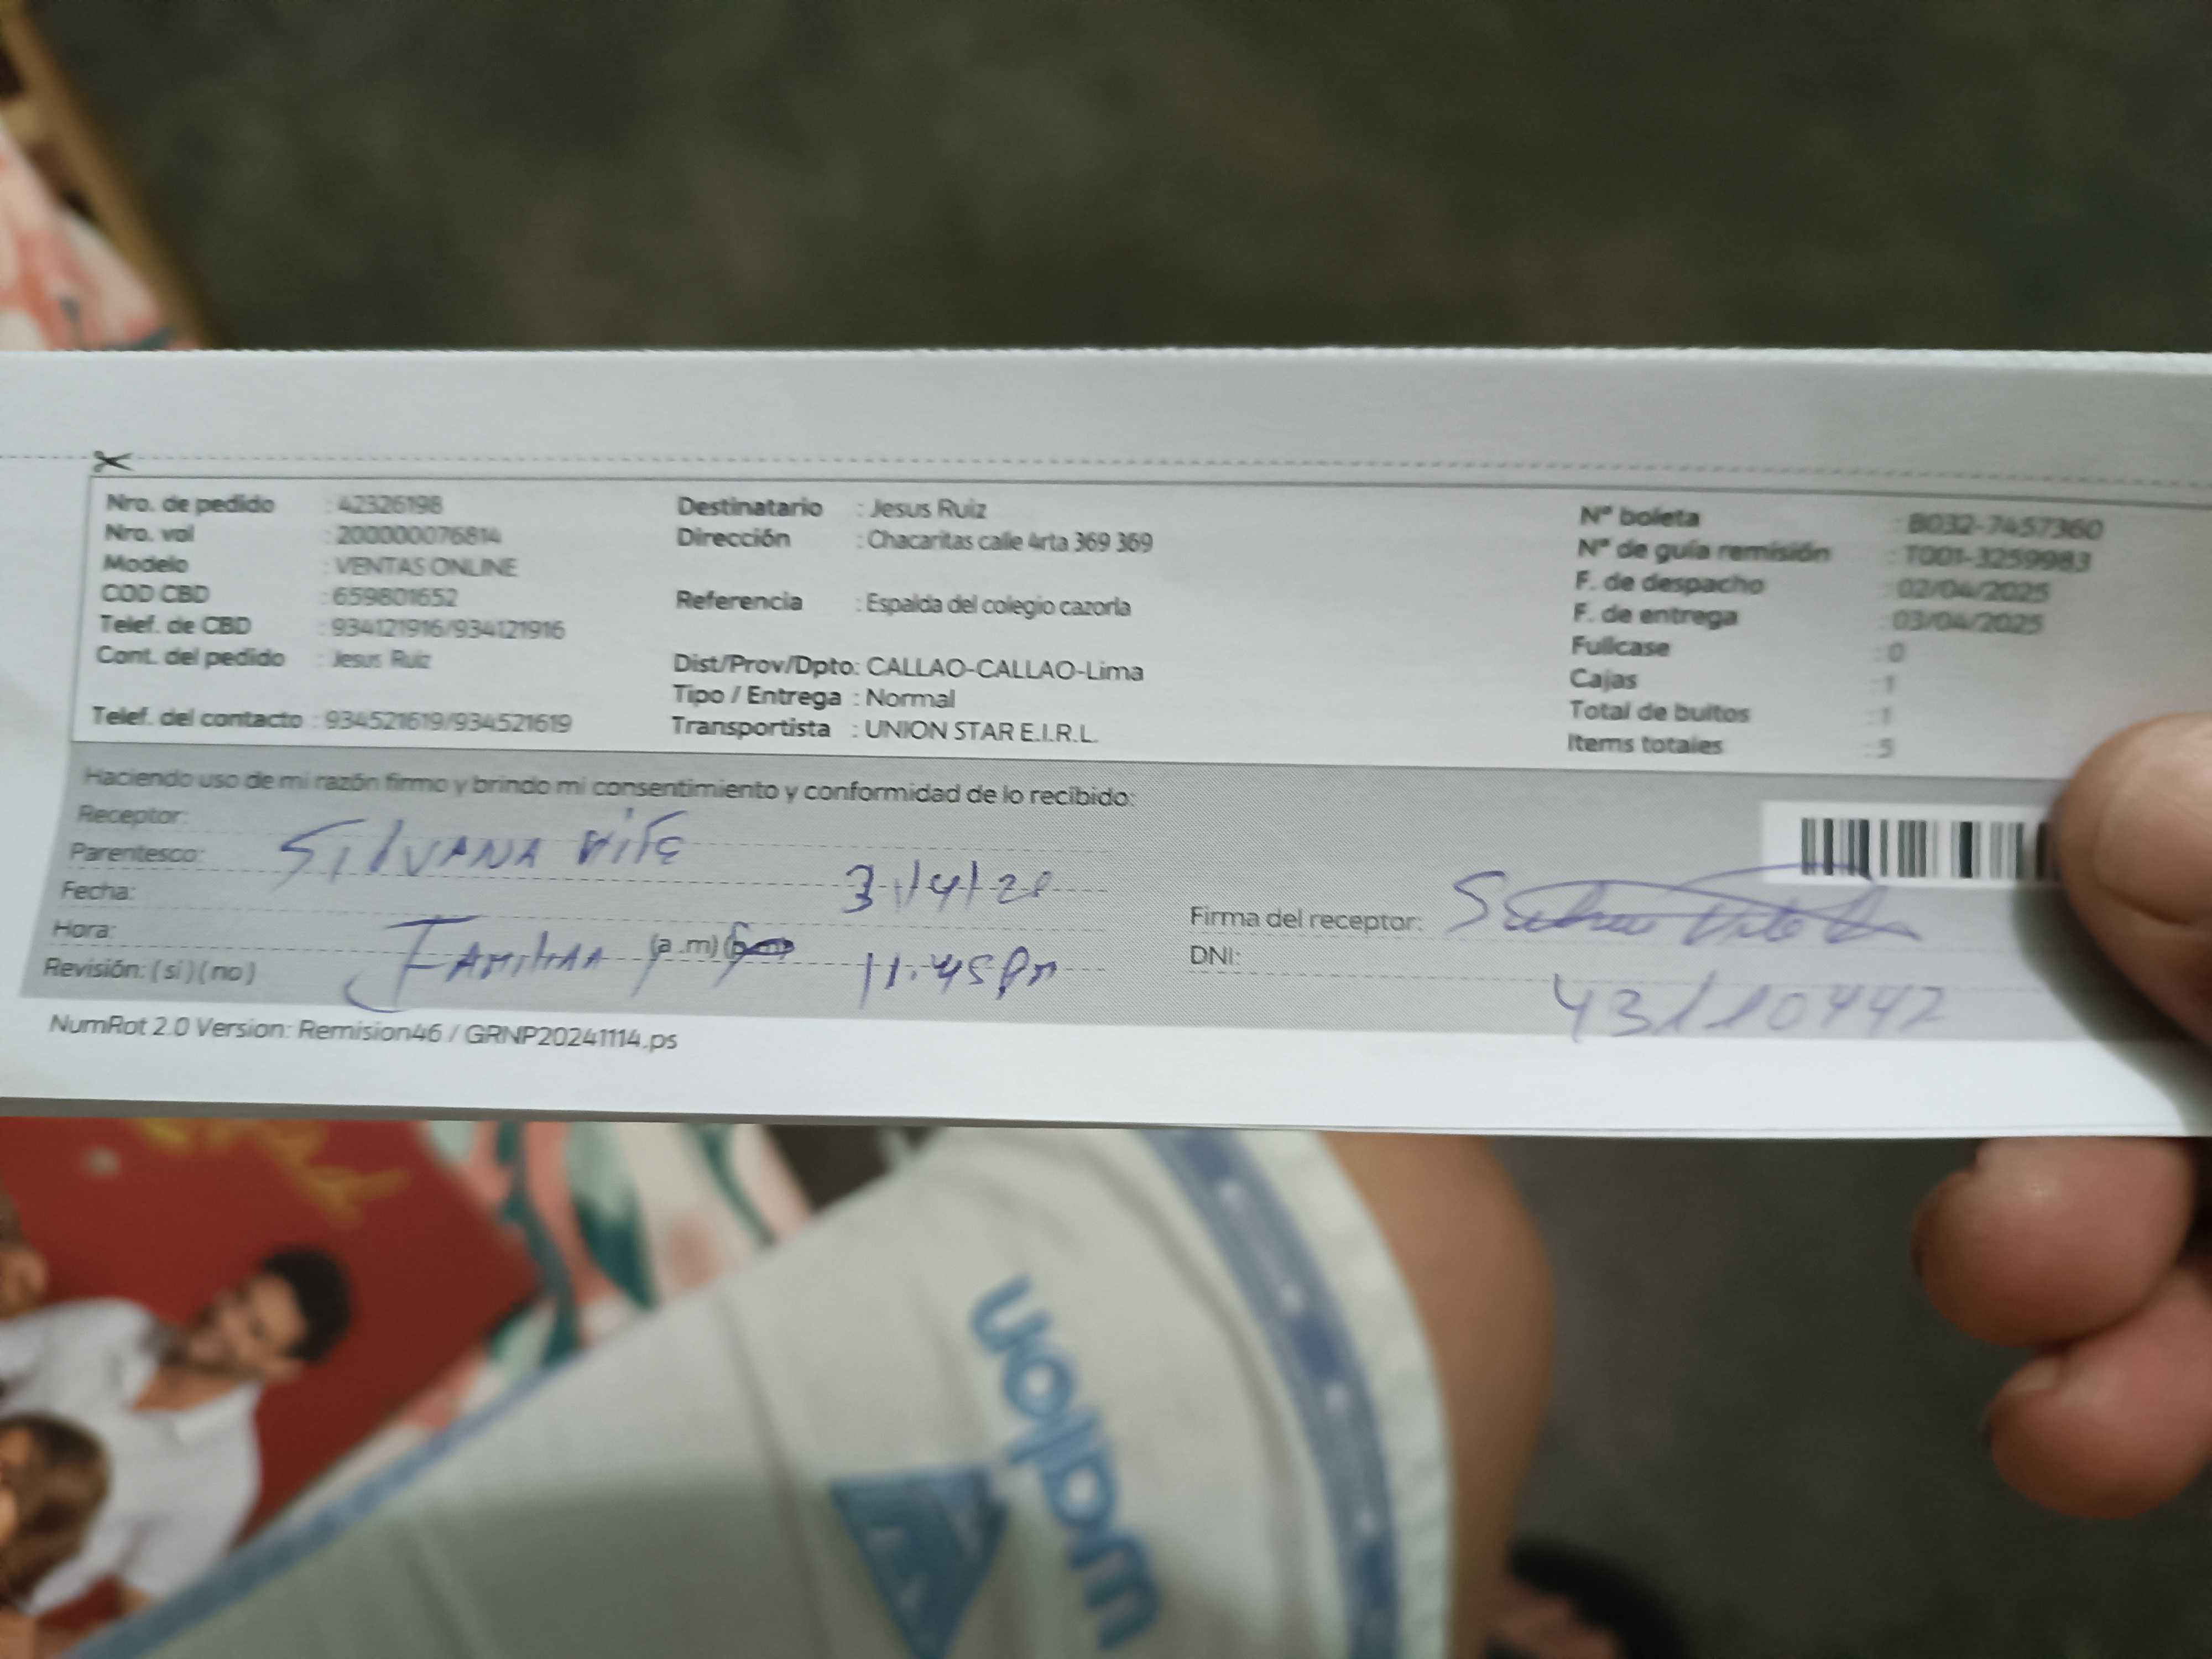 Nro. de pedido : 42326198
Nro. vol : 200000076814
Modelo : VENTAS ONLINE
COD CBD : 659801652
Telef. de CBD : 934121916/934121916
Cont. del pedido : Jesus Ruiz
Telef. del contacto : 934521619/934521619
Destinatario : Jesus Ruiz
Dirección : Chacaritas calle 4rta 369 369
Referencia : Espalda del colegio cazorla
Dist/Prov/Dpto: CALLAO-CALLAO-Lima
Tipo / Entrega : Normal
Transportista : UNION STAR E.I.R.L.
N° boleta : B032-7457360
N° de guía remisión : T001-3259983
F. de despacho : 02/04/2025
F. de entrega : 03/04/2025
Fullcase : 0
Cajas : 1
Total de bultos : 1
Items totales : 5
Haciendo uso de mi razón firmo y brindo mi consentimiento y conformidad de lo recibido:
Receptor:
Parentesco: SILVANA
Fecha: 3/4/
Hora: (a .m)
11:45 Pm
Revisión: ( si ) ( no )
Firma del receptor:
DNI:
43110442
NumRot 2.0 Version: Remision46 / GRNP20241114.ps